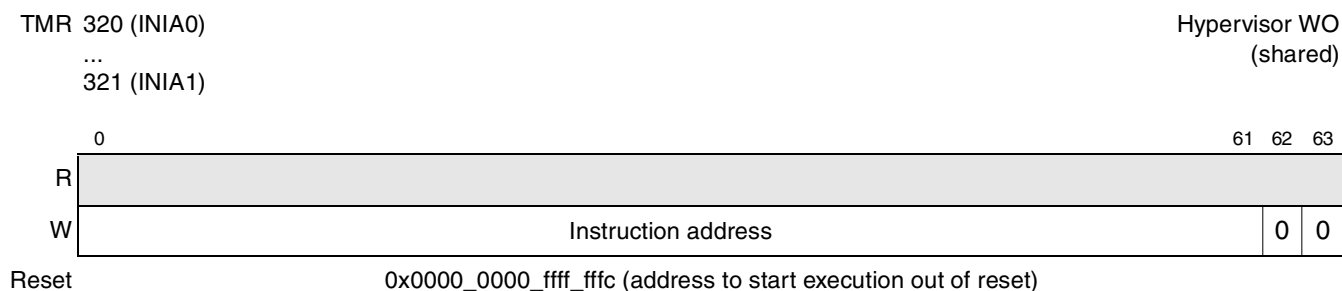 TMR 320 (INIA0) Hypervisor WO
... (shared)
321 (INIA1)
0 61 62 63
R
W Instruction address 0 0
Reset 0x0000_0000_ffff_fffc (address to start execution out of reset)